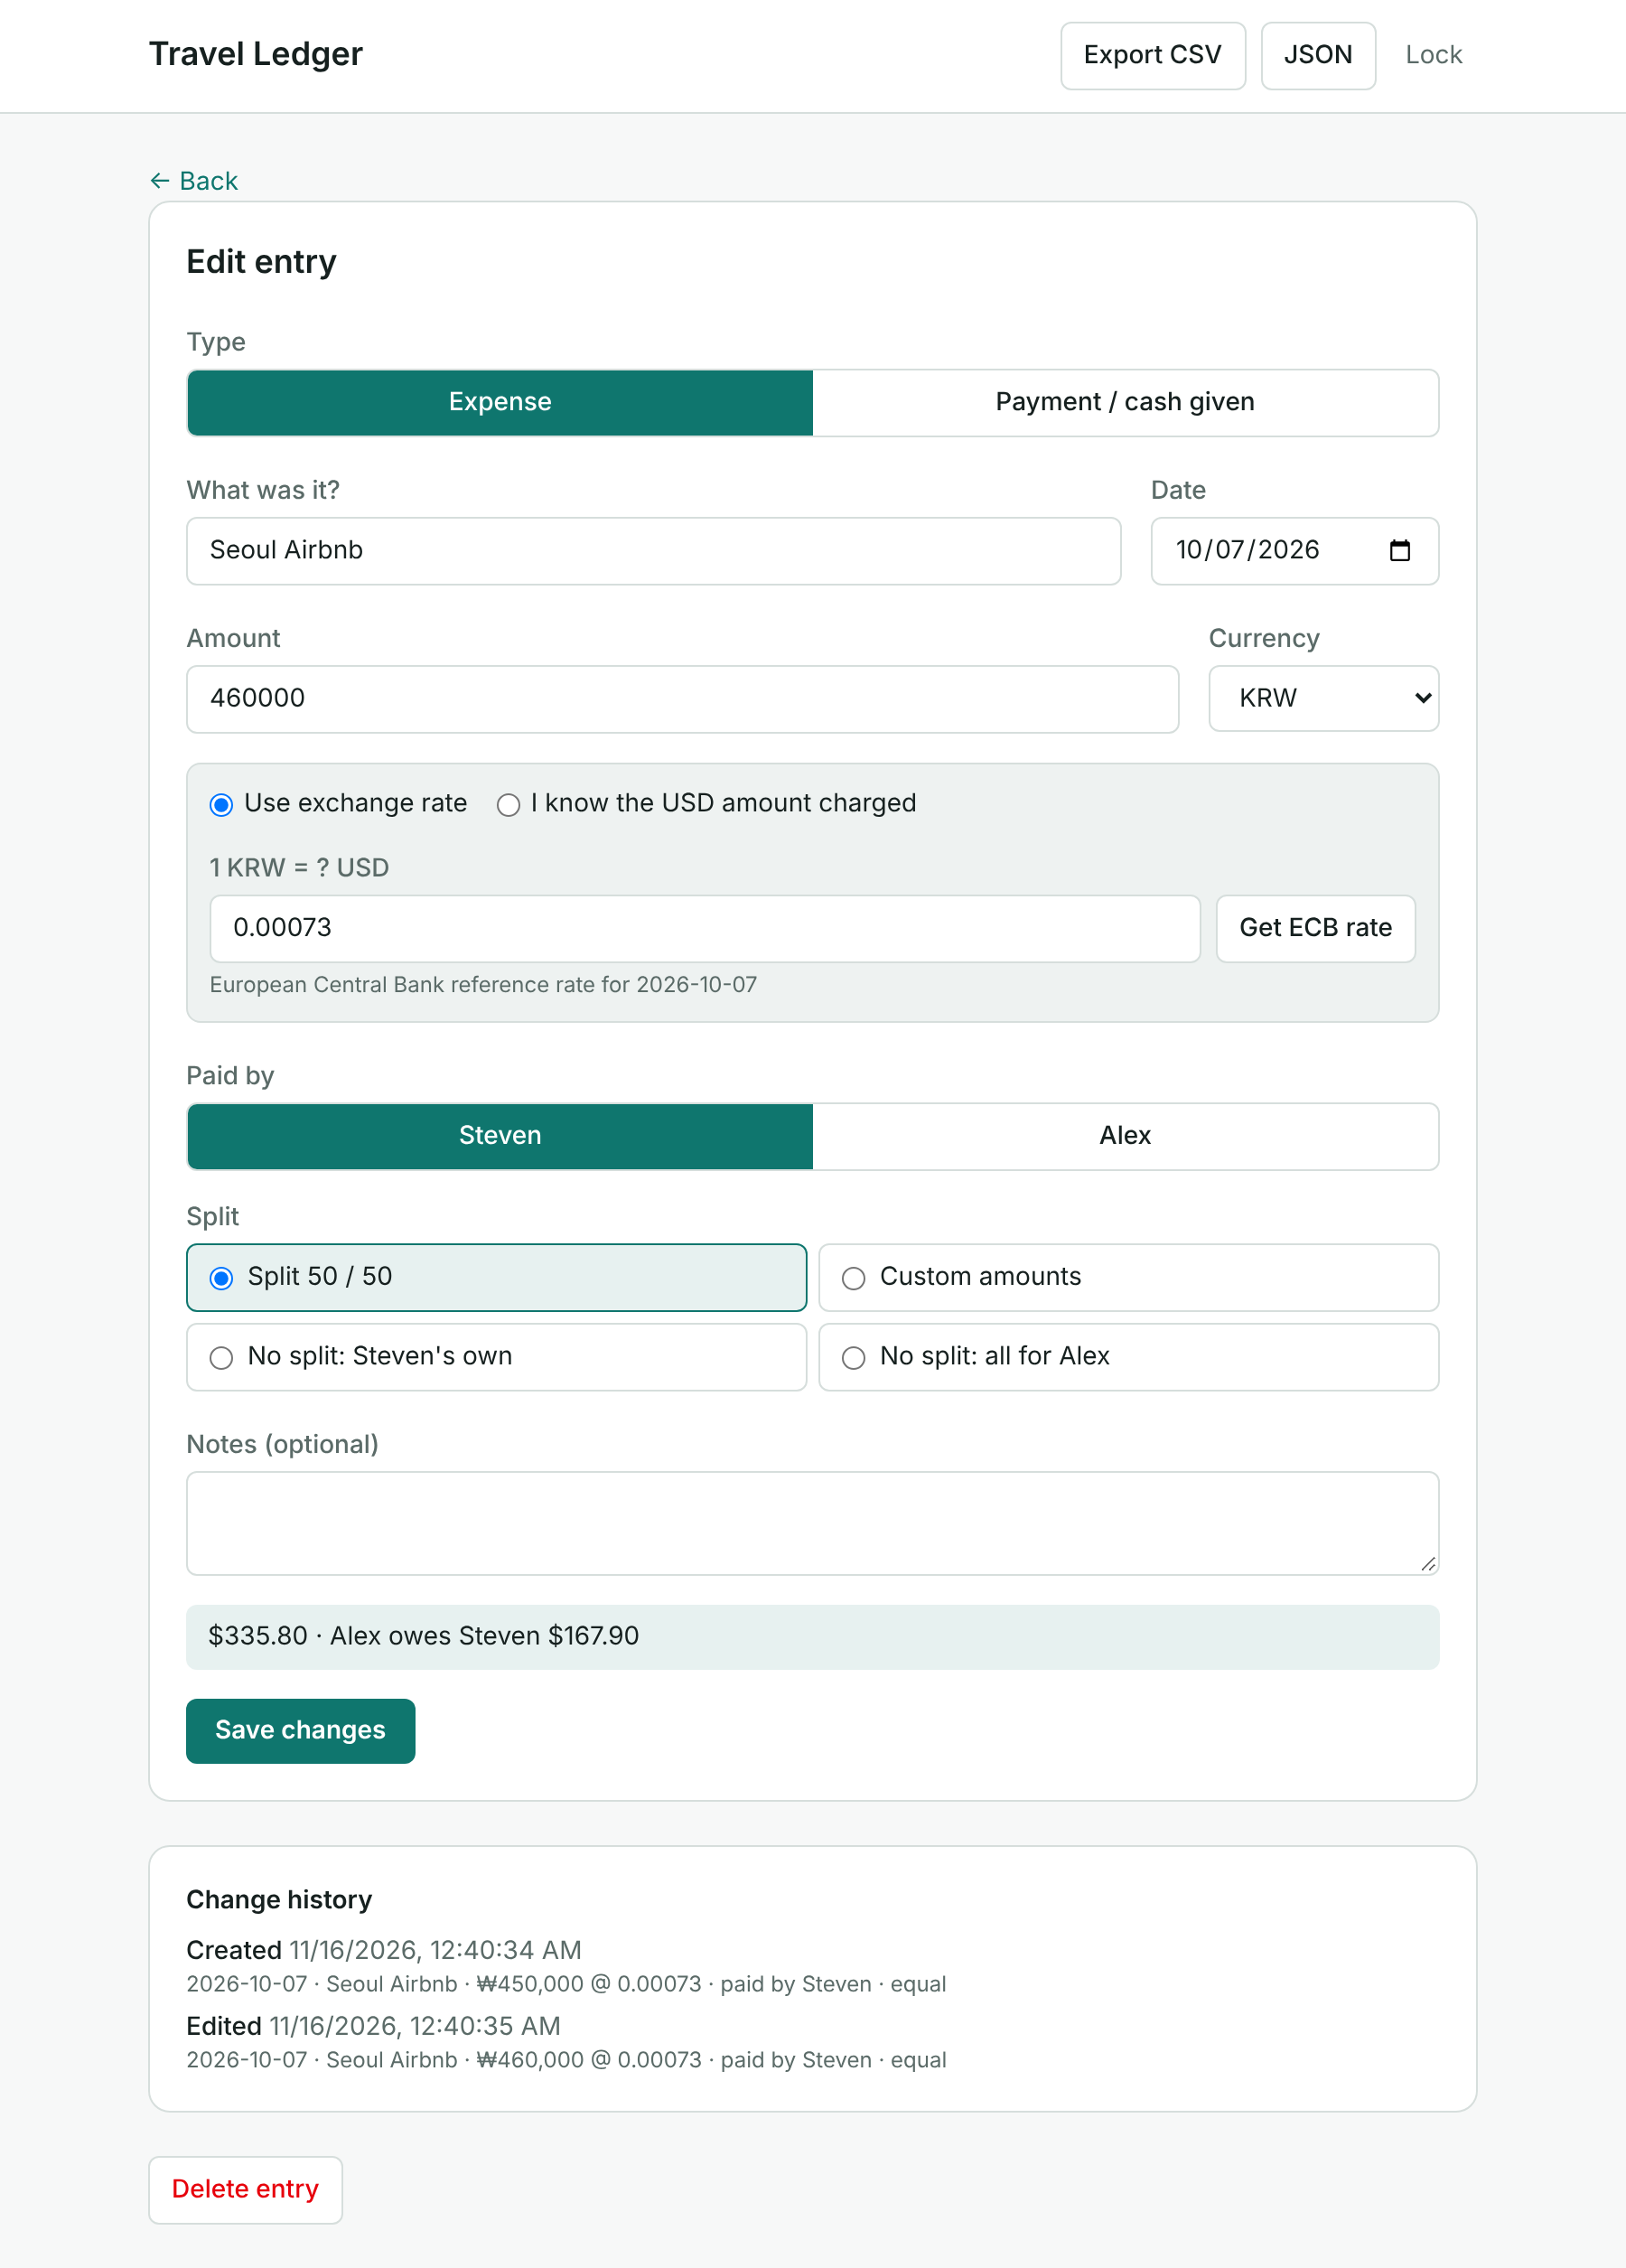 Travel Ledger
Export CSV
JSON
Lock
← Back
Edit entry
Type
Expense
Payment / cash given
What was it?
Date
Seoul Airbnb
10/07/2026
Amount
Currency
460000
KRW
Use exchange rate
I know the USD amount charged
1 KRW = ? USD
0.00073
Get ECB rate
European Central Bank reference rate for 2026-10-07
Paid by
Steven
Alex
Split
Split 50 / 50
Custom amounts
No split: Steven's own
No split: all for Alex
Notes (optional)
$335.80 · Alex owes Steven $167.90
Save changes
Change history
Created 11/16/2026, 12:40:34 AM
2026-10-07 · Seoul Airbnb · ₩450,000 @ 0.00073 · paid by Steven · equal
Edited 11/16/2026, 12:40:35 AM
2026-10-07 · Seoul Airbnb · ₩460,000 @ 0.00073 · paid by Steven · equal
Delete entry